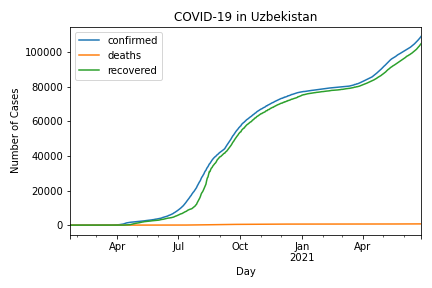 COVID-19 in Uzbekistan
confirmed
deaths
recovered
Number of Cases
100000
80000
60000
40000
20000
0
Apr Jul Oct Jan Apr
2021
Day